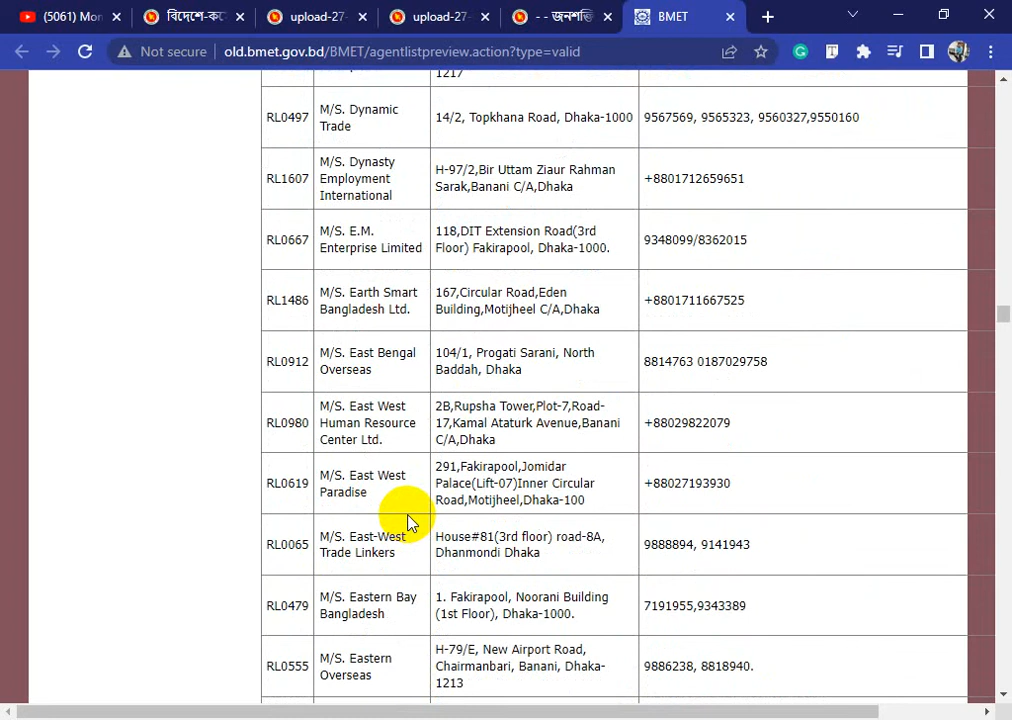 (5061) Mon
বিদেশে-ক
upload-27-
upload-27-
- - জনশক্তি
BMET
Not secure
old.bmet.gov.bd/BMET/agentlistpreview.action?type=valid
1217
RL0497
M/S. Dynamic
Trade
14/2, Topkhana Road, Dhaka-1000
9567569, 9565323, 9560327,9550160
RL1607
M/S. Dynasty
Employment
International
H-97/2,Bir Uttam Ziaur Rahman
Sarak,Banani C/A,Dhaka
+8801712659651
RL0667
M/S. E.M.
Enterprise Limited
118,DIT Extension Road(3rd
Floor) Fakirapool, Dhaka-1000.
9348099/8362015
RL1486
M/S. Earth Smart
Bangladesh Ltd.
167,Circular Road,Eden
Building,Motijheel C/A,Dhaka
+8801711667525
RL0912
M/S. East Bengal
Overseas
104/1, Progati Sarani, North
Baddah, Dhaka
8814763 0187029758
RL0980
M/S. East West
Human Resource
Center Ltd.
2B,Rupsha Tower,Plot-7,Road-
17,Kamal Ataturk Avenue,Banani
C/A,Dhaka
+88029822079
RL0619
M/S. East West
Paradise
291,Fakirapool,Jomidar
Palace(Lift-07)Inner Circular
Road,Motijheel,Dhaka-100
+88027193930
RL0065
M/S. East-West
Trade Linkers
House#81(3rd floor) road-8A,
Dhanmondi Dhaka
9888894, 9141943
RL0479
M/S. Eastern Bay
Bangladesh
1. Fakirapool, Noorani Building
(1st Floor), Dhaka-1000.
7191955,9343389
RL0555
M/S. Eastern
Overseas
H-79/E, New Airport Road,
Chairmanbari, Banani, Dhaka-
1213
9886238, 8818940.